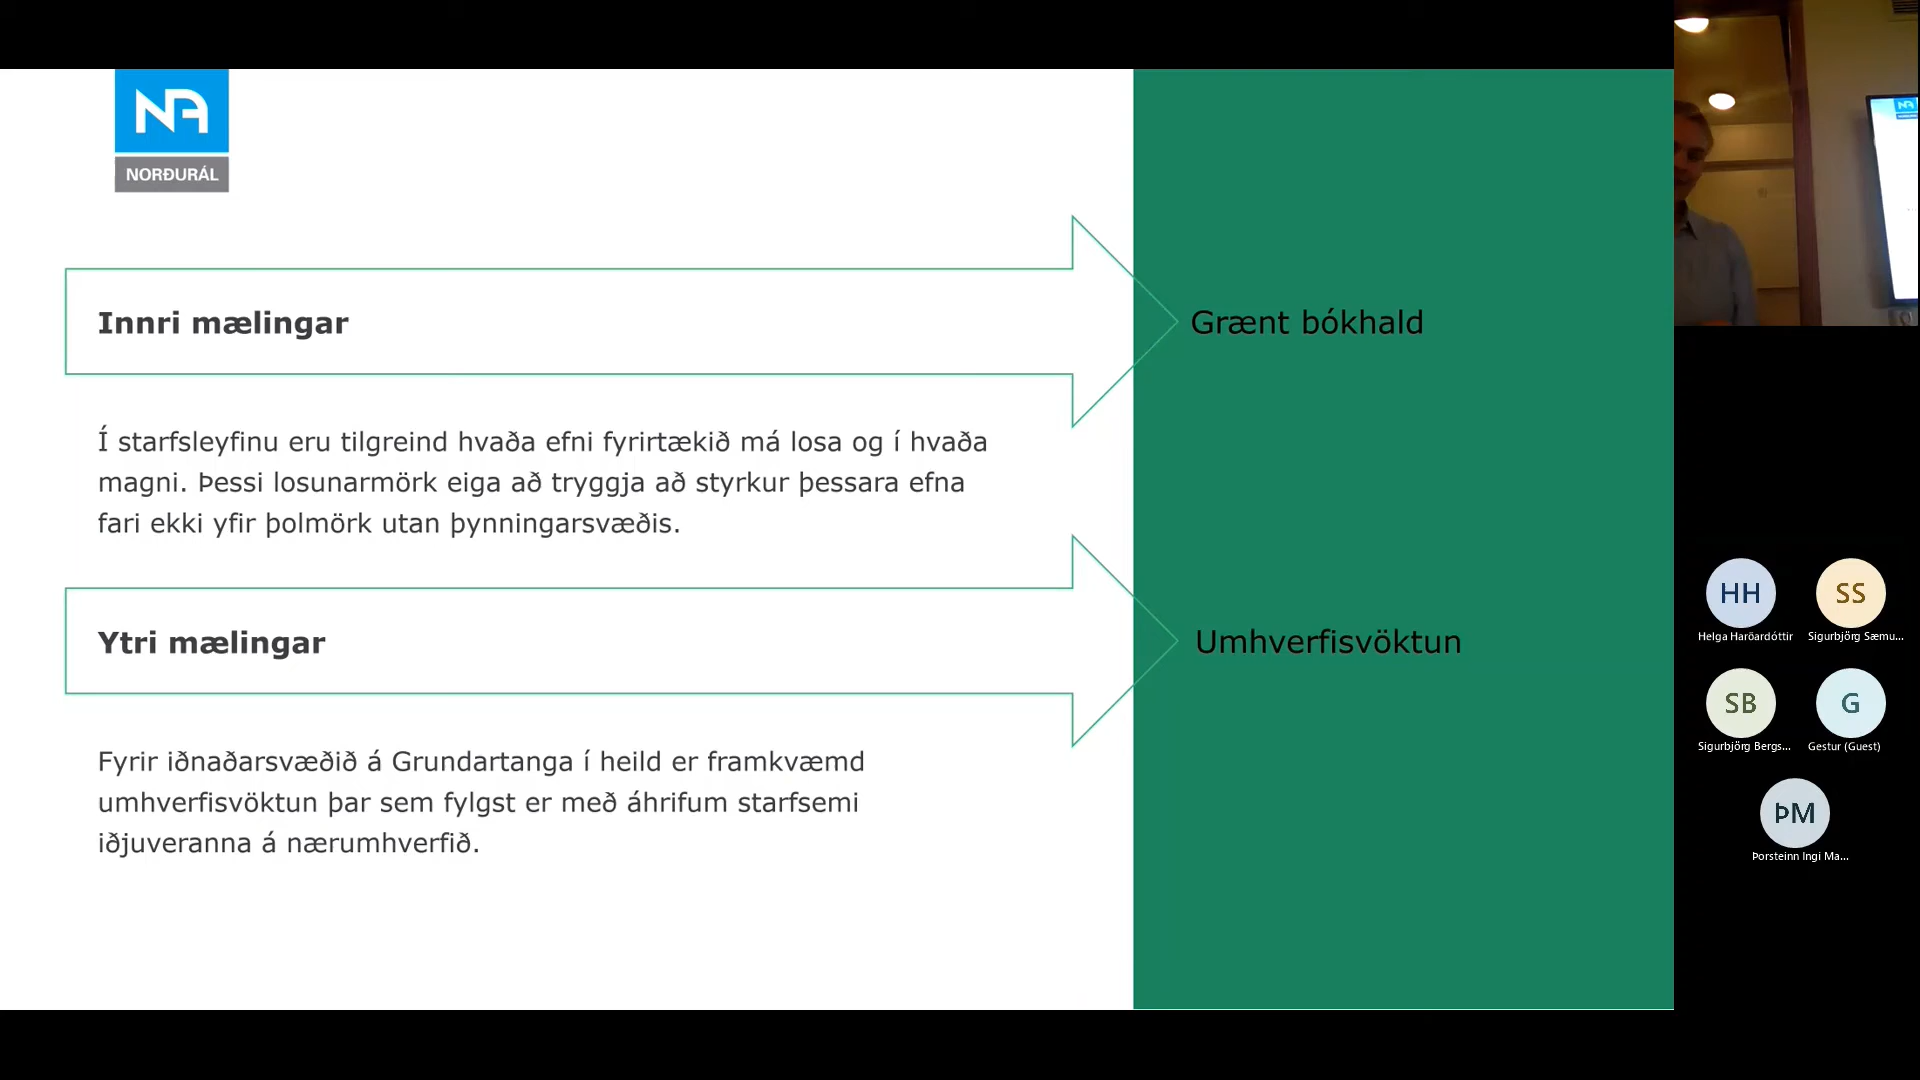 NA
NORÐURÁL
Innri mælingar
Grænt bókhald
Í starfsleyfinu eru tilgreind hvaða efni fyrirtækið má losa og í hvaða
magni. Þessi losunarmörk eiga að tryggja að styrkur þessara efna
fari ekki yfir þolmörk utan þynningarsvæðis.
Ytri mælingar
Umhverfisvöktun
Fyrir iðnaðarsvæðið á Grundartanga í heild er framkvæmd
umhverfisvöktun þar sem fylgst er með áhrifum starfsemi
iðjuveranna á nærumhverfið.
HH
Helga Harðardóttir
SS
Sigurbjörg Sæmu...
SB
Sigurbjörg Bergs...
G
Gestur (Guest)
ÞM
Þorsteinn Ingi Ma...